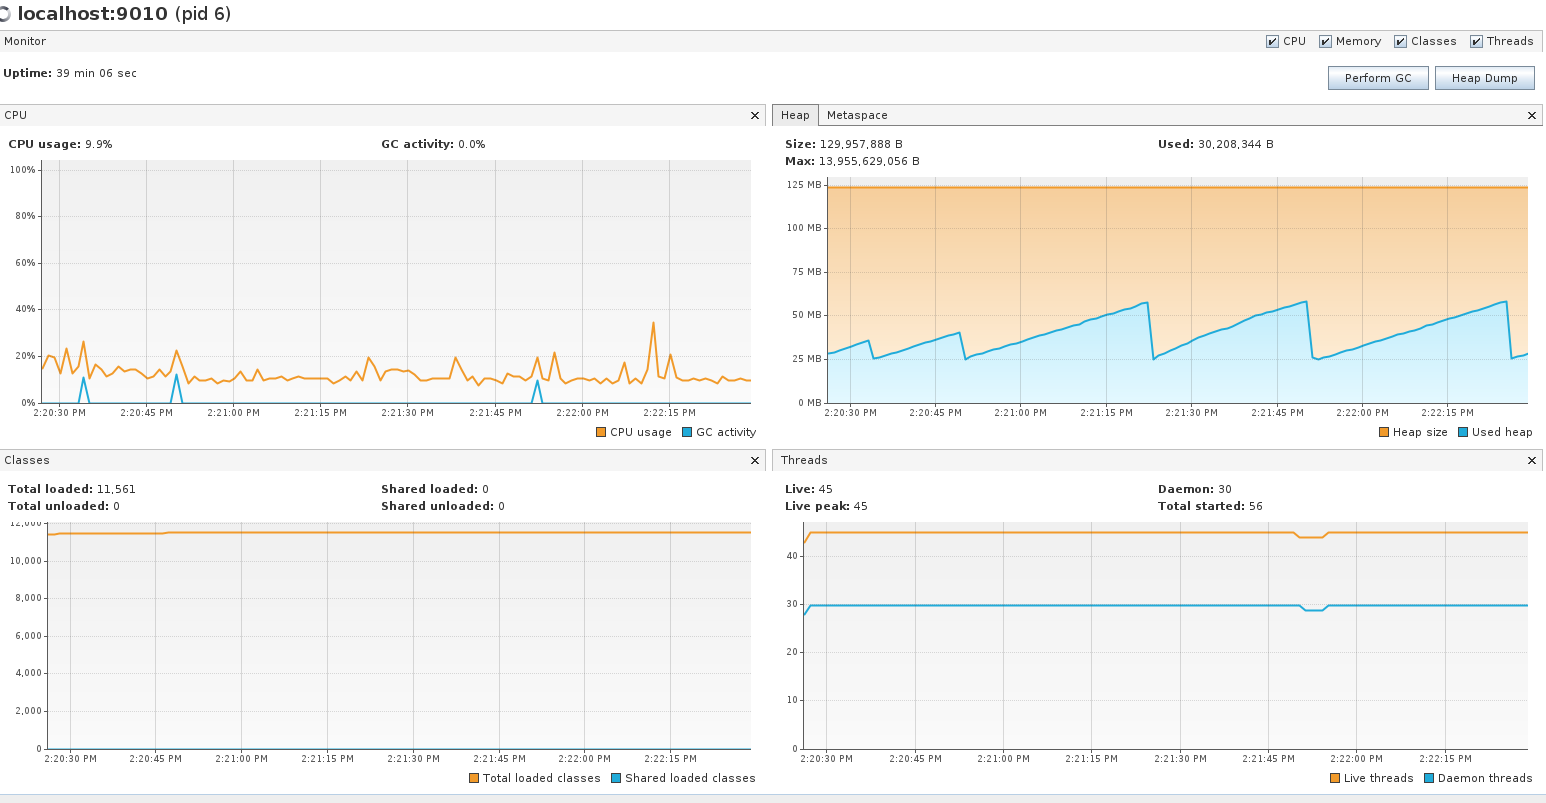 localhost:9010 (pid 6)
Monitor
CPU Memory Classes Threads
Uptime: 39 min 06 sec
Perform GC Heap Dump
CPU
CPU usage: 9.9% GC activity: 0.0%
100%
80%
60%
40%
20%
0%
2:20:30 PM 2:20:45 PM 2:21:00 PM 2:21:15 PM 2:21:30 PM 2:21:45 PM 2:22:00 PM 2:22:15 PM
CPU usage GC activity
Heap Metaspace
Size: 129,957,888 B Used: 30,208,344 B
Max: 13,955,629,056 B
125 MB
100 MB
75 MB
50 MB
25 MB
0 MB
2:20:30 PM 2:20:45 PM 2:21:00 PM 2:21:15 PM 2:21:30 PM 2:21:45 PM 2:22:00 PM 2:22:15 PM
Heap size Used heap
Classes
Total loaded: 11,561 Shared loaded: 0
Total unloaded: 0 Shared unloaded: 0
12,000
10,000
8,000
6,000
4,000
2,000
0
2:20:30 PM 2:20:45 PM 2:21:00 PM 2:21:15 PM 2:21:30 PM 2:21:45 PM 2:22:00 PM 2:22:15 PM
Total loaded classes Shared loaded classes
Threads
Live: 45 Daemon: 30
Live peak: 45 Total started: 56
40
30
20
10
0
2:20:30 PM 2:20:45 PM 2:21:00 PM 2:21:15 PM 2:21:30 PM 2:21:45 PM 2:22:00 PM 2:22:15 PM
Live threads Daemon threads